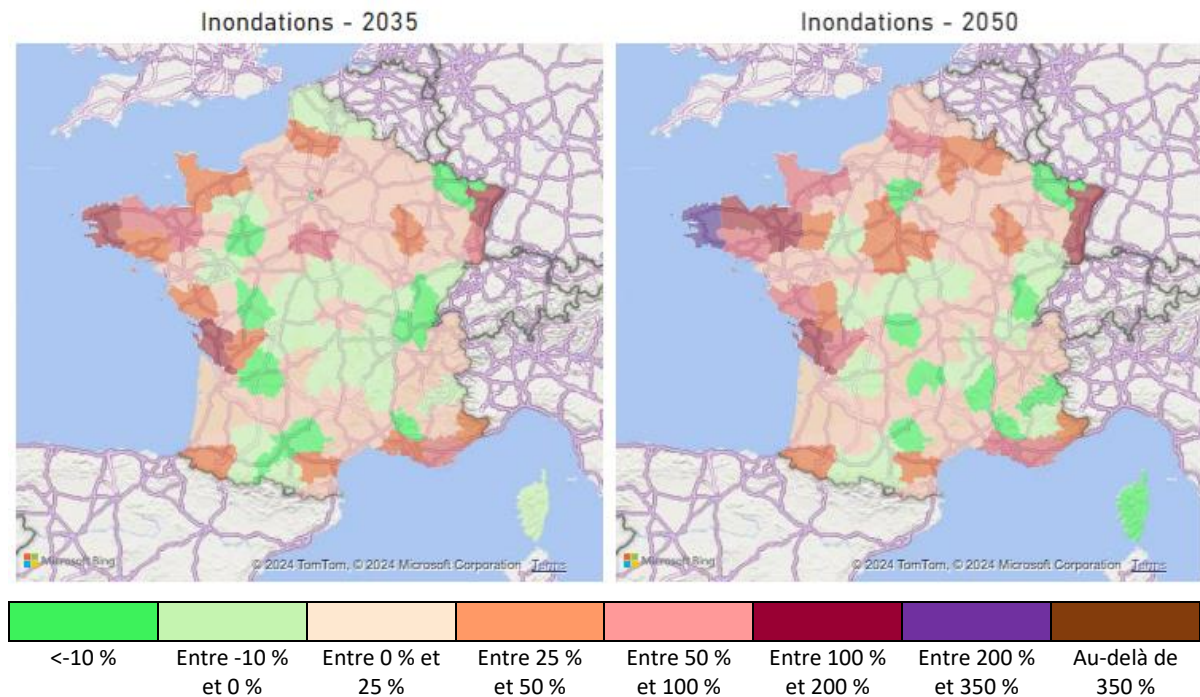 Inondations - 2035
Inondations - 2050
Microsoft Bing
© 2024 TomTom, © 2024 Microsoft Corporation Terms
Microsoft Bing
© 2024 TomTom, © 2024 Microsoft Corporation Terms
<-10 %
Entre -10 %
et 0 %
Entre 0 % et
25 %
Entre 25 %
et 50 %
Entre 50 %
et 100 %
Entre 100 %
et 200 %
Entre 200 %
et 350 %
Au-delà de
350 %